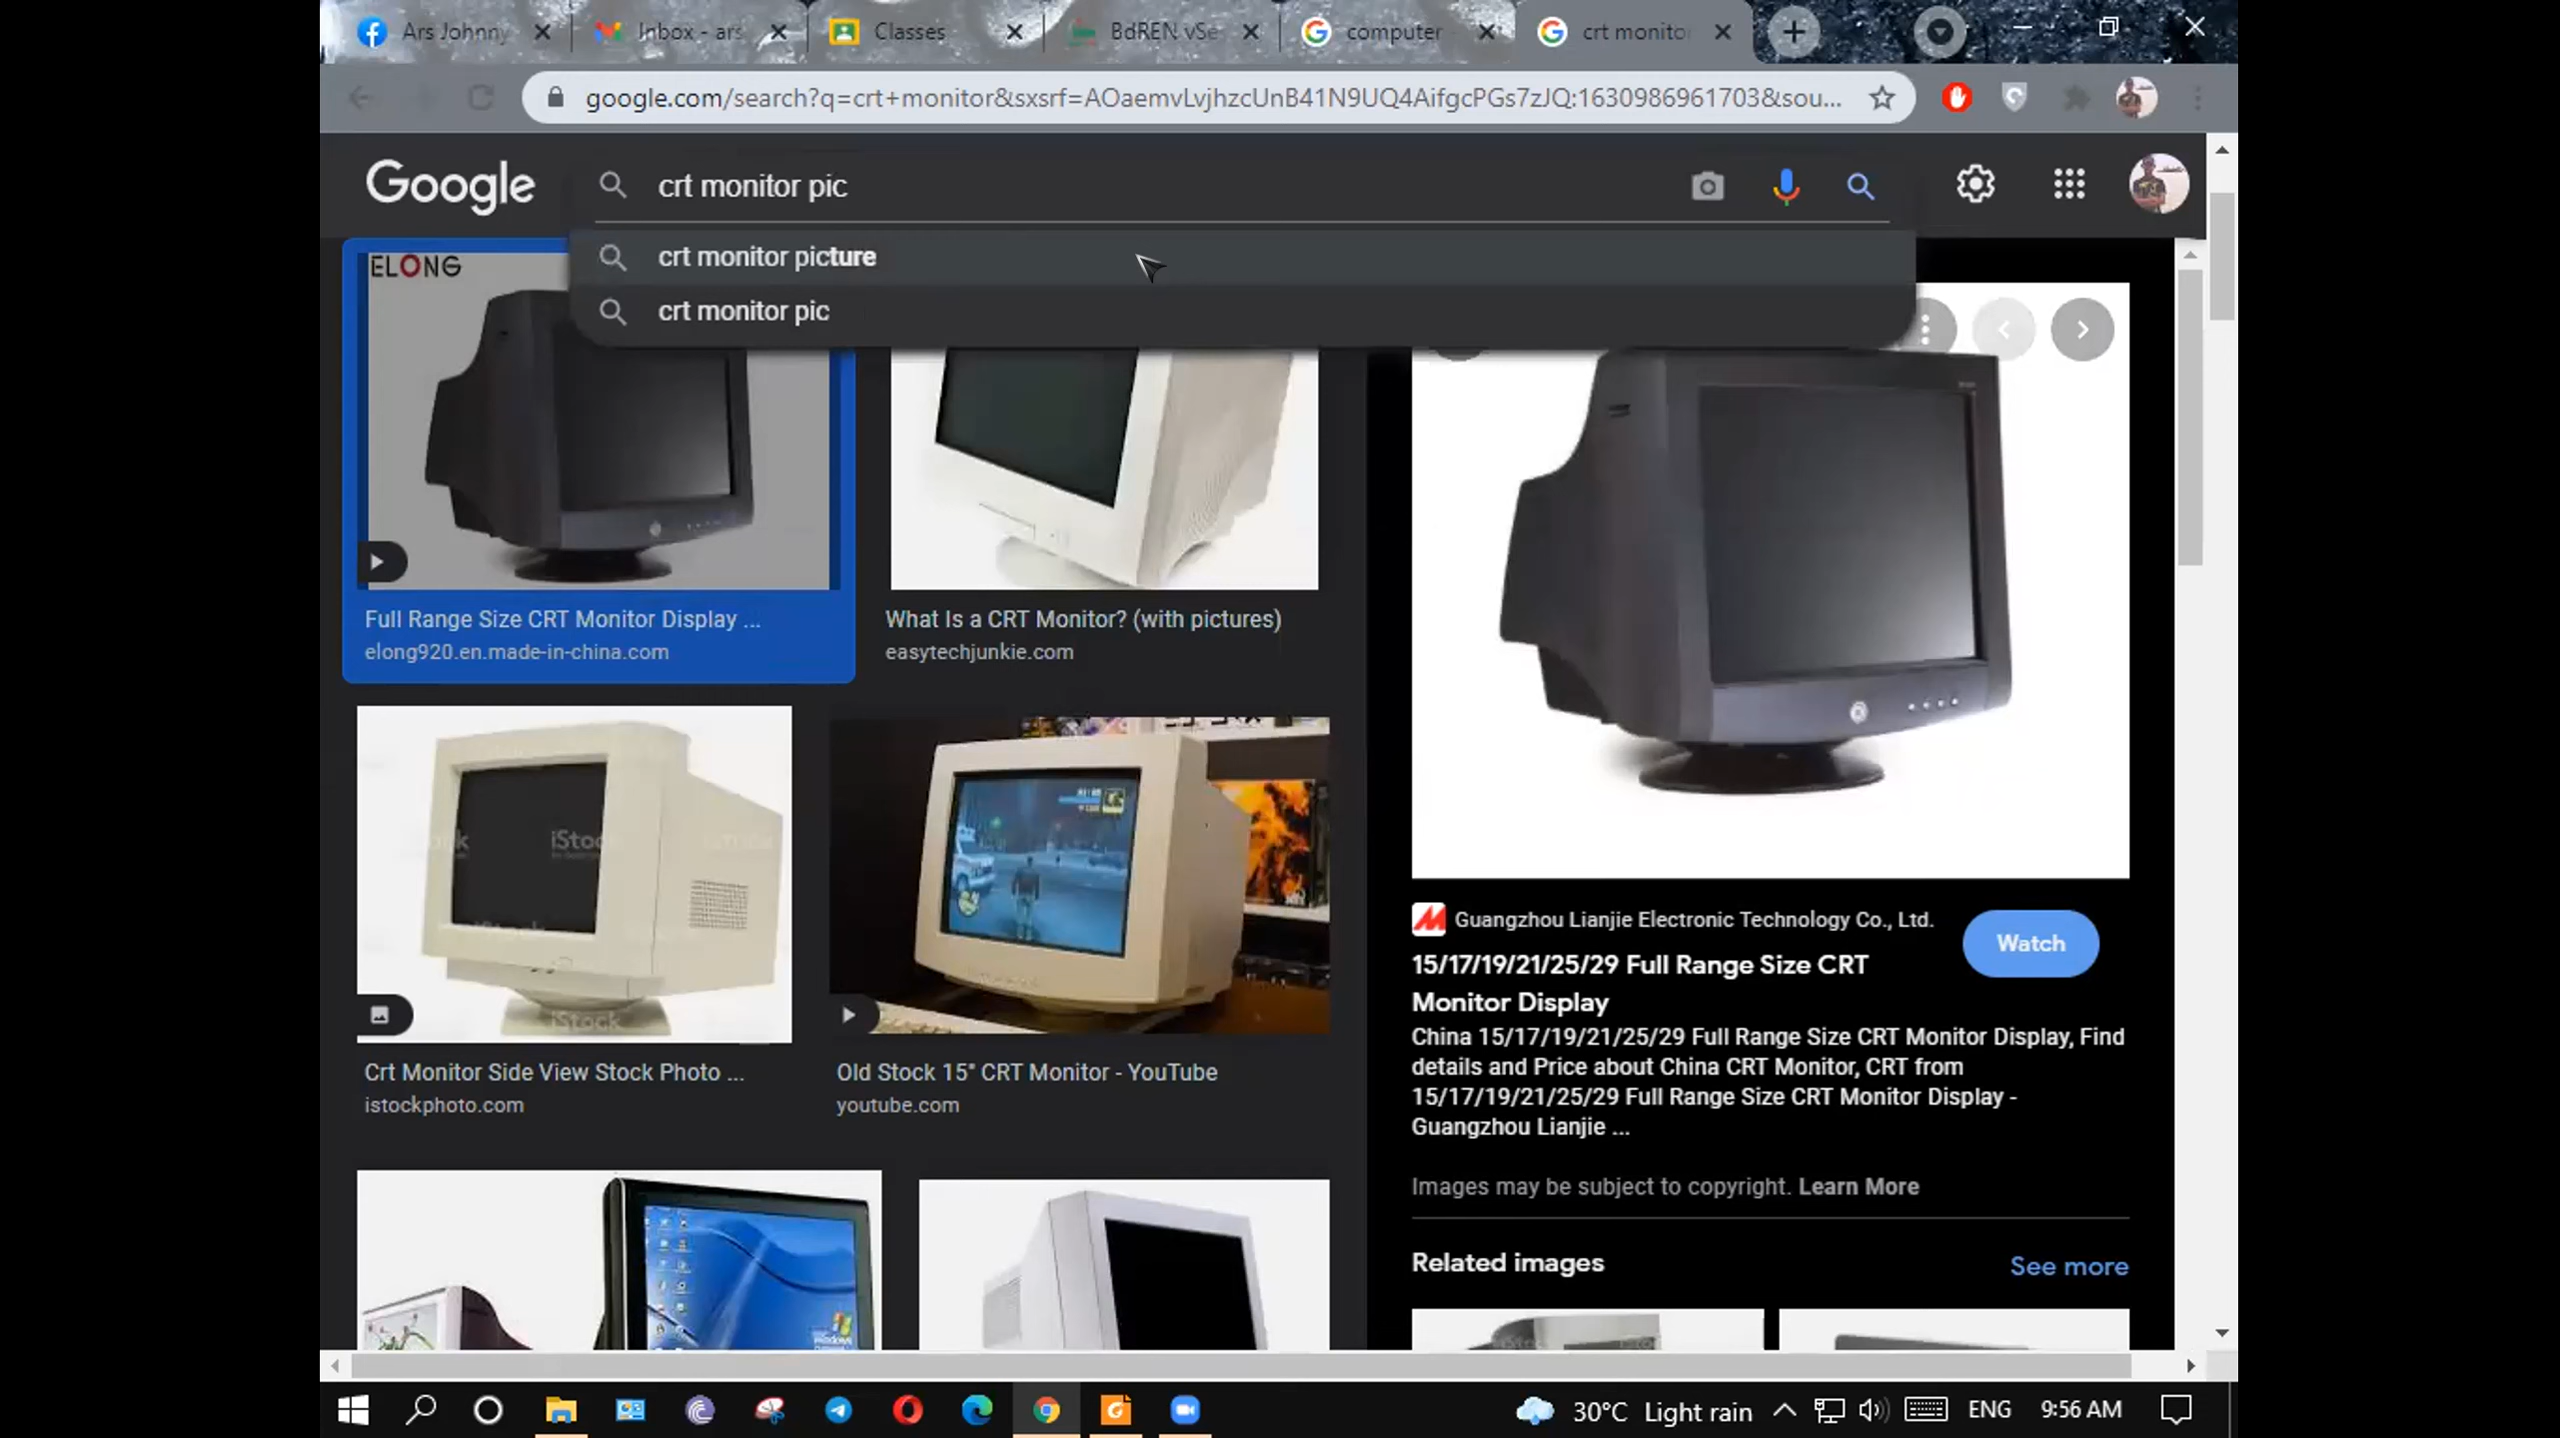 Ars Johnny
Inbox - ars
Classes
BdREN vSe
computer
crt monitor
google.com/search?q=crt+monitor&sxsrf=AOaemvLvjhzcUnB41N9UQ4AifgcPGs7zJQ:1630986961703&sou...
Google
crt monitor pic
crt monitor picture
crt monitor pic
ELONG
Full Range Size CRT Monitor Display ...
elong920.en.made-in-china.com
What Is a CRT Monitor? (with pictures)
easytechjunkie.com
iStock
iStock
iStock
Crt Monitor Side View Stock Photo ...
istockphoto.com
Old Stock 15" CRT Monitor - YouTube
youtube.com
Guangzhou Lianjie Electronic Technology Co., Ltd.
Watch
15/17/19/21/25/29 Full Range Size CRT
Monitor Display
China 15/17/19/21/25/29 Full Range Size CRT Monitor Display, Find
details and Price about China CRT Monitor, CRT from
15/17/19/21/25/29 Full Range Size CRT Monitor Display -
Guangzhou Lianjie ...
Images may be subject to copyright. Learn More
Related images
See more
30°C Light rain
ENG
9:56 AM